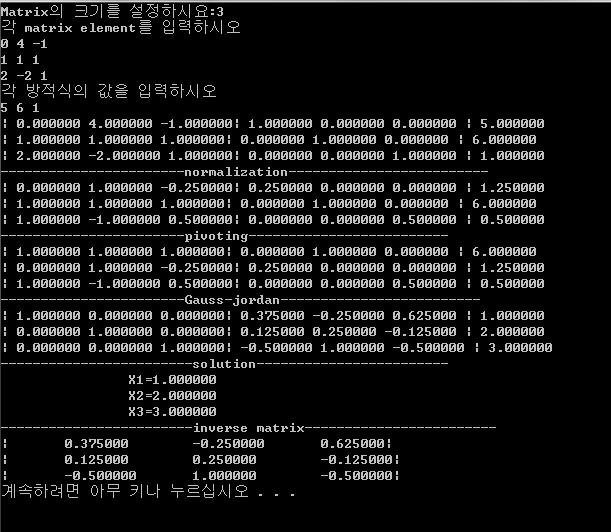 Matrix의 크기를 설정하시요:3
각 matrix element를 입력하시오
0 4 -1
1 1 1
2 -2 1
각 방적식의 값을 입력하시오
5 6 1
¦ 0.000000 4.000000 -1.000000¦ 1.000000 0.000000 0.000000 ¦ 5.000000
¦ 1.000000 1.000000 1.000000¦ 0.000000 1.000000 0.000000 ¦ 6.000000
¦ 2.000000 -2.000000 1.000000¦ 0.000000 0.000000 1.000000 ¦ 1.000000
-----------------------normalization-------------------------
¦ 0.000000 1.000000 -0.250000¦ 0.250000 0.000000 0.000000 ¦ 1.250000
¦ 1.000000 1.000000 1.000000¦ 0.000000 1.000000 0.000000 ¦ 6.000000
¦ 1.000000 -1.000000 0.500000¦ 0.000000 0.000000 0.500000 ¦ 0.500000
-----------------------pivoting-------------------------
¦ 1.000000 1.000000 1.000000¦ 0.000000 1.000000 0.000000 ¦ 6.000000
¦ 0.000000 1.000000 -0.250000¦ 0.250000 0.000000 0.000000 ¦ 1.250000
¦ 1.000000 -1.000000 0.500000¦ 0.000000 0.000000 0.500000 ¦ 0.500000
-----------------------Gauss-jordan-------------------------
¦ 1.000000 0.000000 0.000000¦ 0.375000 -0.250000 0.625000 ¦ 1.000000
¦ 0.000000 1.000000 0.000000¦ 0.125000 0.250000 -0.125000 ¦ 2.000000
¦ 0.000000 0.000000 1.000000¦ -0.500000 1.000000 -0.500000 ¦ 3.000000
------------------------solution------------------------
X1=1.000000
X2=2.000000
X3=3.000000
------------------------inverse matrix------------------------
¦ 0.375000 -0.250000 0.625000¦
¦ 0.125000 0.250000 -0.125000¦
¦ -0.500000 1.000000 -0.500000¦
계속하려면 아무 키나 누르십시오 . . .